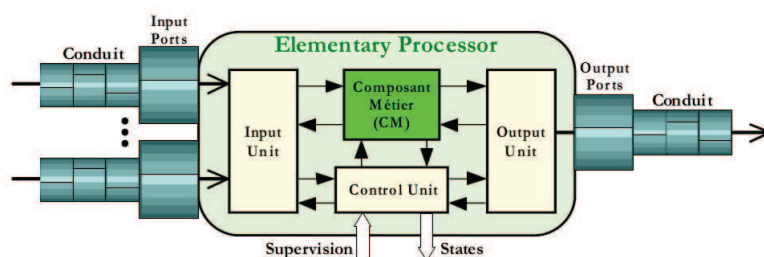 Input
Ports
Conduit
Elementary Processor
Composant
Métier
(CM)
Input
Unit
Output
Unit
Control Unit
Output
Ports
Conduit
Supervision
States